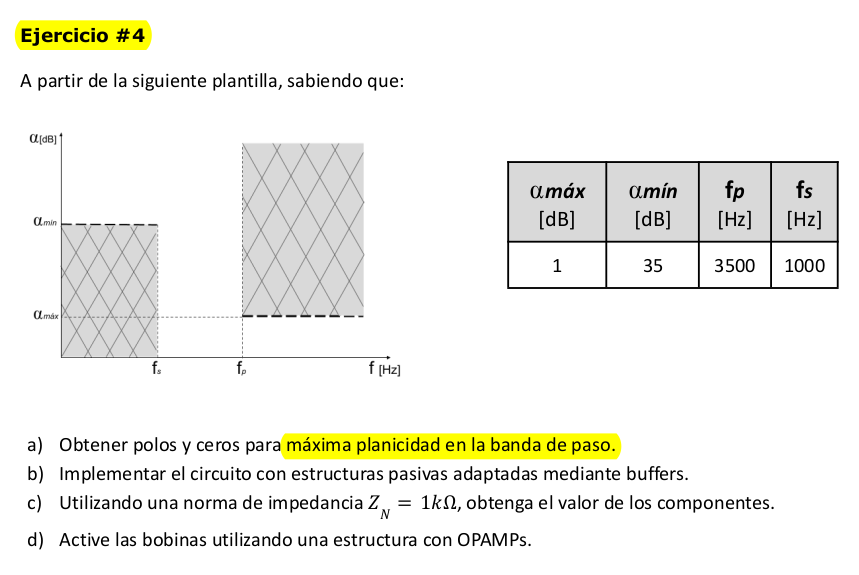 Ejercicio #4
A partir de la siguiente plantilla, sabiendo que:
α[dB]
αmin
αmáx
fs
fp
f [Hz]
αmáx [dB] αmín [dB] fp [Hz] fs [Hz]
1 35 3500 1000
a) Obtener polos y ceros para máxima planicidad en la banda de paso.
b) Implementar el circuito con estructuras pasivas adaptadas mediante buffers.
c) Utilizando una norma de impedancia Z_N = 1kΩ, obtenga el valor de los componentes.
d) Active las bobinas utilizando una estructura con OPAMPs.